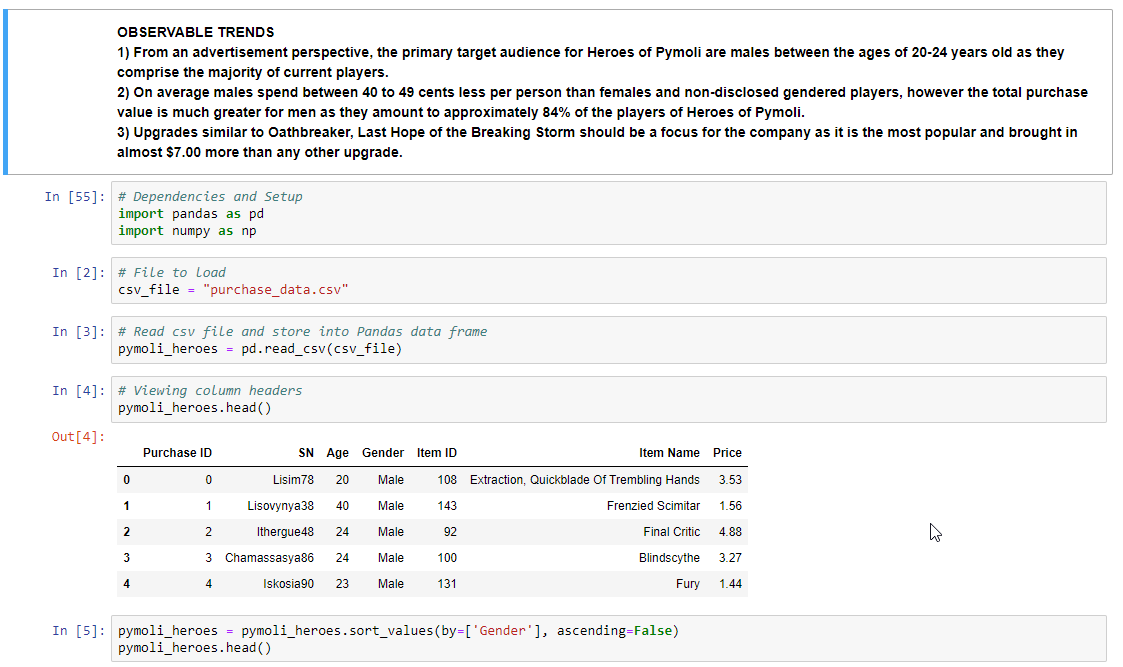 OBSERVABLE TRENDS
1) From an advertisement perspective, the primary target audience for Heroes of Pymoli are males between the ages of 20-24 years old as they
comprise the majority of current players.
2) On average males spend between 40 to 49 cents less per person than females and non-disclosed gendered players, however the total purchase
value is much greater for men as they amount to approximately 84% of the players of Heroes of Pymoli.
3) Upgrades similar to Oathbreaker, Last Hope of the Breaking Storm should be a focus for the company as it is the most popular and brought in
almost $7.00 more than any other upgrade.
In [55]: # Dependencies and Setup
import pandas as pd
import numpy as np
In [2]: # File to load
csv_file = "purchase_data.csv"
In [3]: # Read csv file and store into Pandas data frame
pymoli_heroes = pd.read_csv(csv_file)
In [4]: # Viewing column headers
pymoli_heroes.head()
Out[4]:
Purchase ID SN Age Gender Item ID Item Name Price
0 0 Lisim78 20 Male 108 Extraction, Quickblade Of Trembling Hands 3.53
1 1 Lisovynya38 40 Male 143 Frenzied Scimitar 1.56
2 2 Ithergue48 24 Male 92 Final Critic 4.88
3 3 Chamassasya86 24 Male 100 Blindscythe 3.27
4 4 Iskosia90 23 Male 131 Fury 1.44
In [5]: pymoli_heroes = pymoli_heroes.sort_values(by=['Gender'], ascending=False)
pymoli_heroes.head()